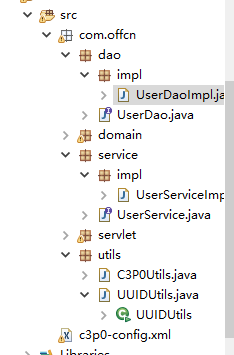 src
com.offcn
dao
impl
UserDaoImpl.ja
UserDao.java
domain
service
impl
UserServiceImp
UserService.java
servlet
utils
C3P0Utils.java
UUIDUtils.java
UUIDUtils
c3p0-config.xml
Libraries